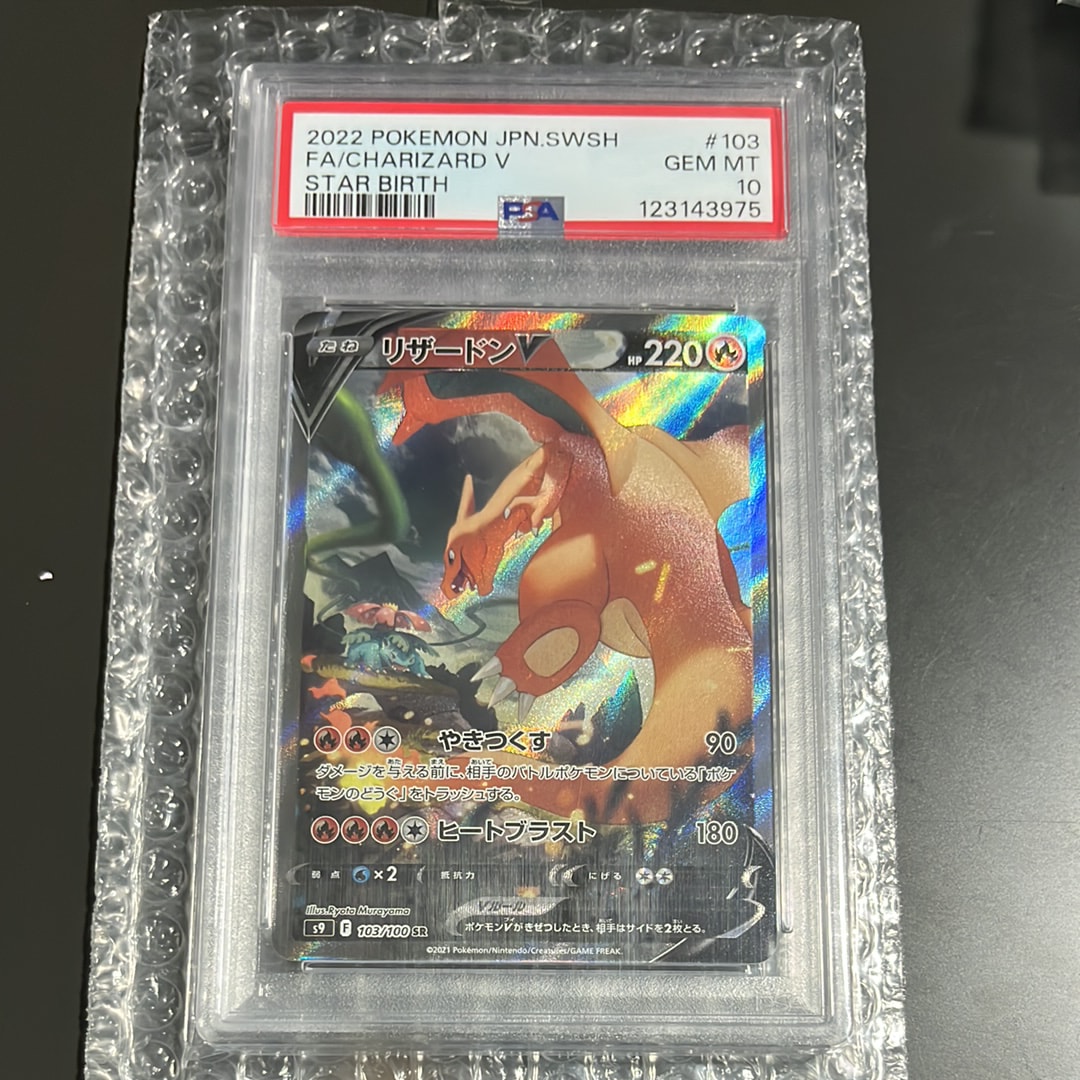 2022 POKEMON JPN.SWSH #103
FA/CHARIZARD V GEM MT
STAR BIRTH 10
PSA 123143975
たね リザードンV HP 220
やきつくす 90
ダメージを与える前に、相手のバトルポケモンについている「ポケ
モンのどうぐ」をトラッシュする。
ヒートブラスト 180
弱点 ×2 抵抗力 にげる
Vルール
ポケモンVがきぜつしたとき、相手はサイドを2枚とる。
Illus. Ryota Murayama
s9 F 103/100 SR
©2021 Pokémon/Nintendo/Creatures/GAME FREAK.